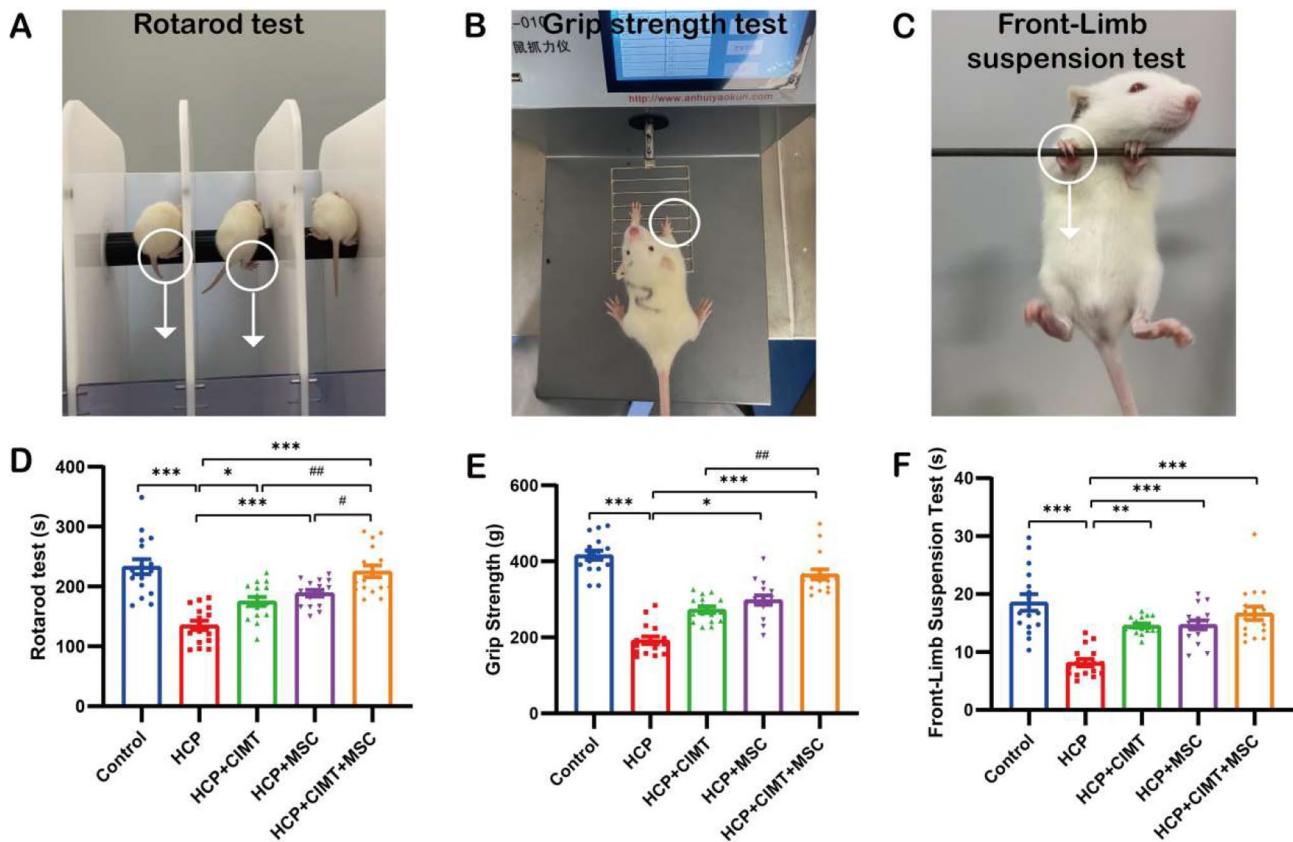 A
Rotarod test
B
Grip strength test
-010
鼠抓力仪
http://www.anhuiyaokun.com
C
Front-Limb
suspension test
D
Rotarod test (s)
400
300
200
100
0
***
***
*
##
***
#
Control
HCP
HCP+CIMT
HCP+MSC
HCP+CIMT+MSC
E
Grip Strength (g)
600
400
200
0
##
***
***
*
Control
HCP
HCP+CIMT
HCP+MSC
HCP+CIMT+MSC
F
Front-Limb Suspension Test (s)
40
30
20
10
0
***
***
***
**
Control
HCP
HCP+CIMT
HCP+MSC
HCP+CIMT+MSC